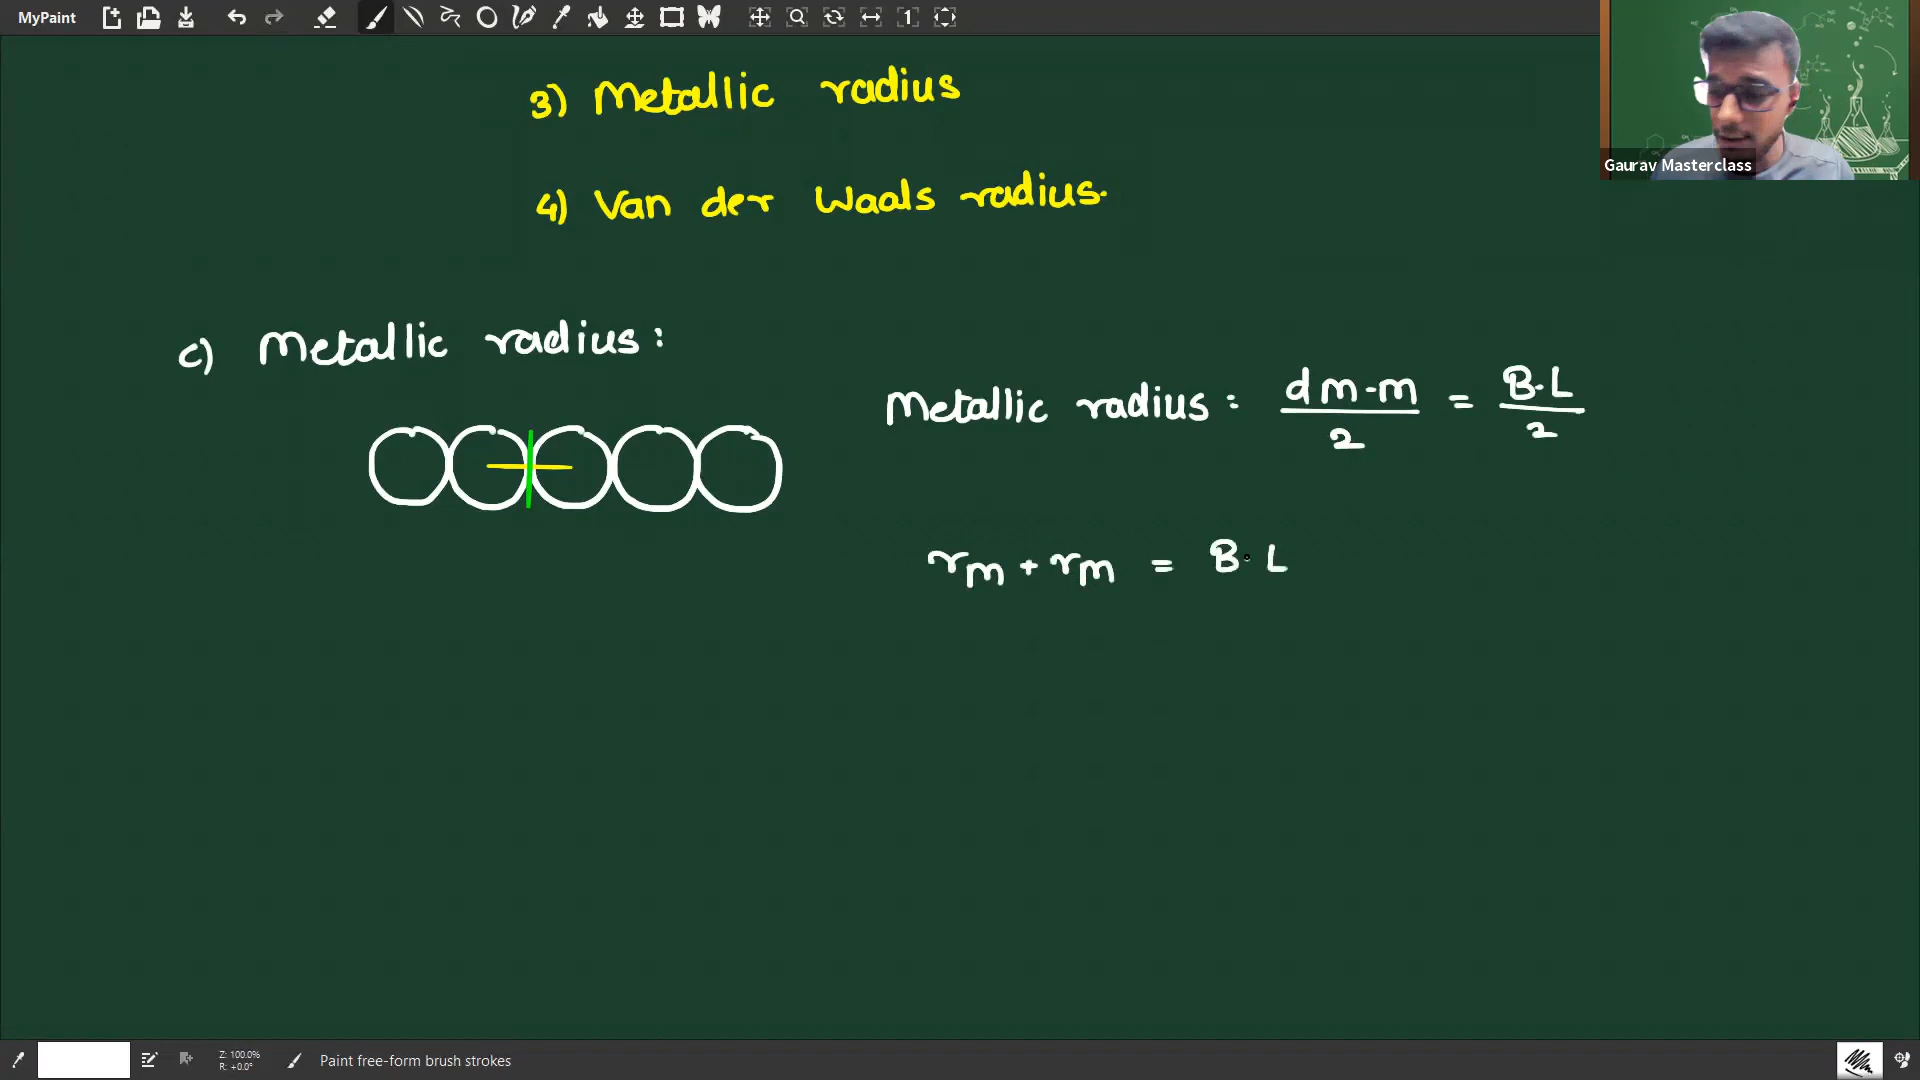 MyPaint
Gaurav Masterclass
3) Metallic radius
4) Van der Waals radius.
c) Metallic radius:
Metallic radius = dm-m/2 = B.L/2
rm + rm = B.L
Z: 100.0%
R: +0.0°
Paint free-form brush strokes